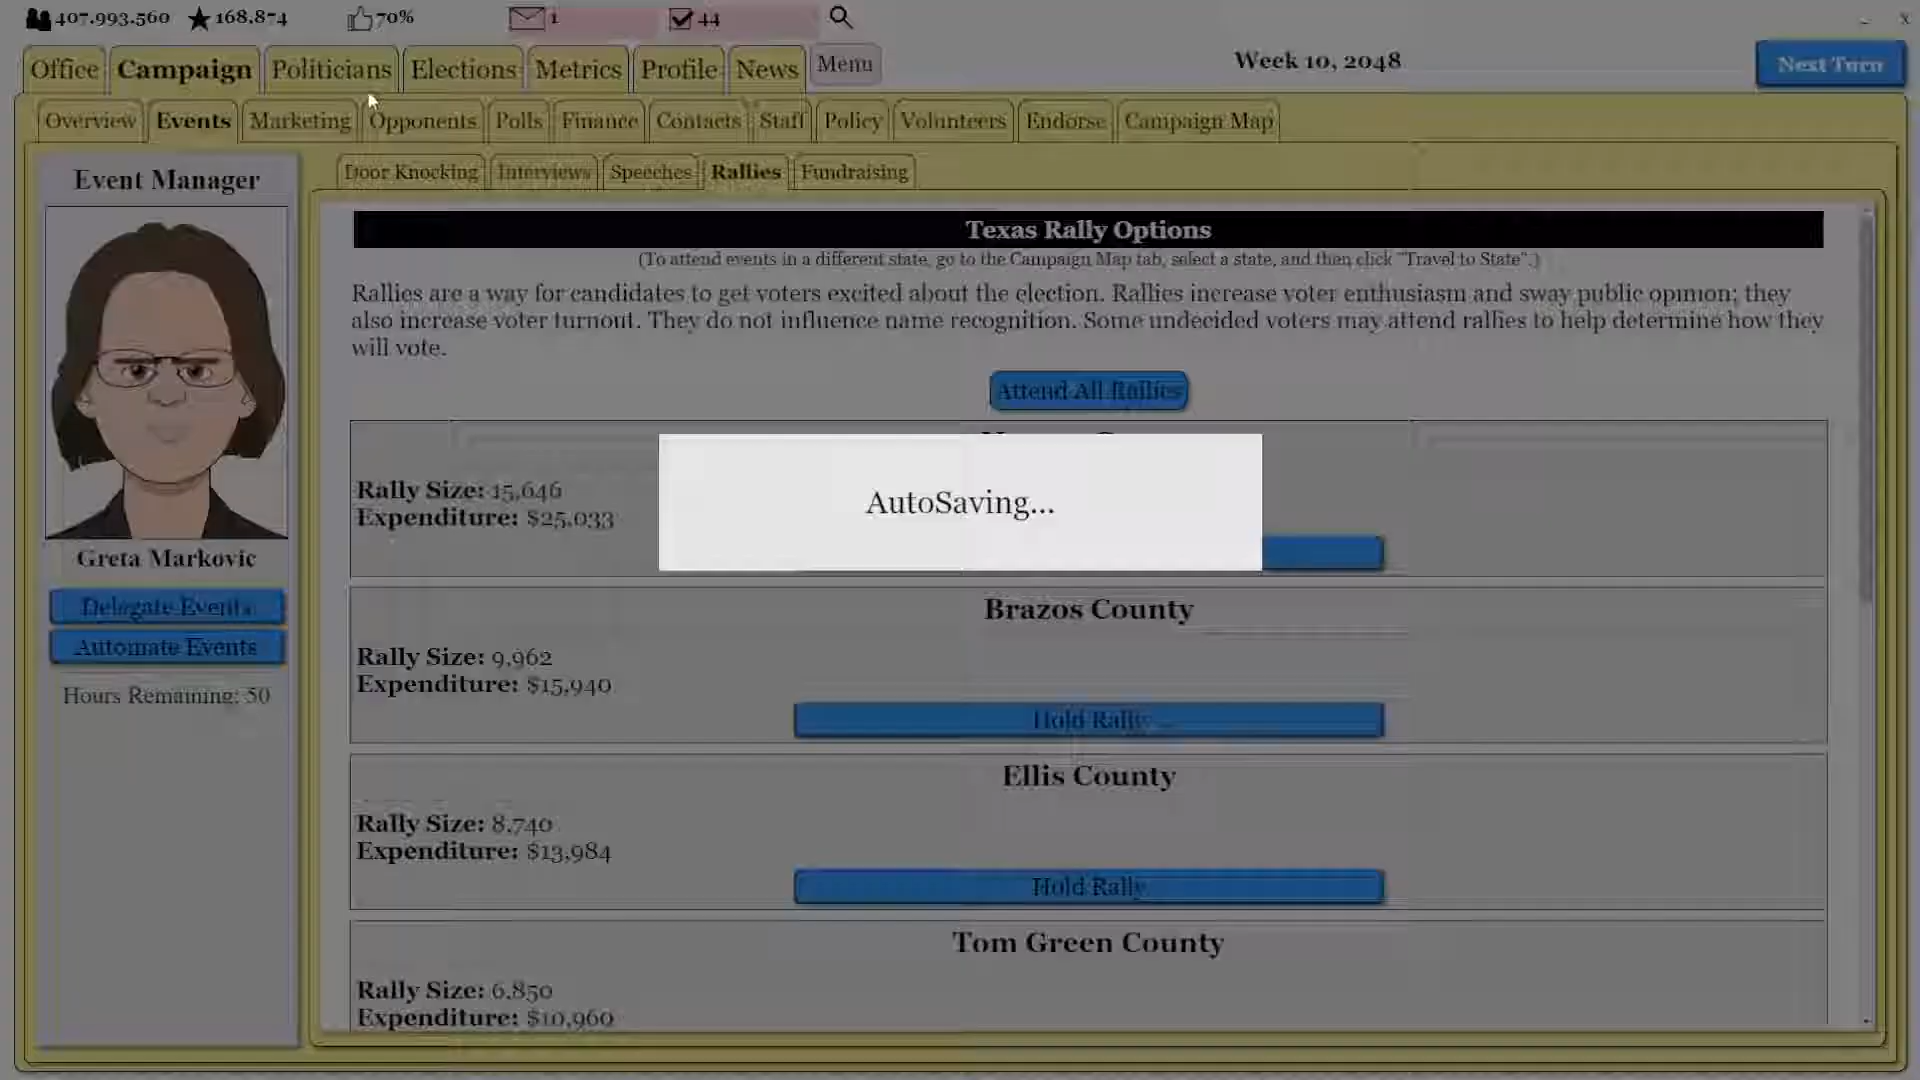 407,993,560 168,874 70% 1 44
Office Campaign Politicians Elections Metrics Profile News Menu
Week 10, 2048
Next Turn
Overview Events Marketing Opponents Polls Finance Contacts Staff Policy Volunteers Endorse Campaign Map
Event Manager
Greta Markovic
Delegate Events
Automate Events
Hours Remaining: 50
Door Knocking Interviews Speeches Rallies Fundraising
Texas Rally Options
(To attend events in a different state, go to the Campaign Map tab, select a state, and then click "Travel to State".)
Rallies are a way for candidates to get voters excited about the election. Rallies increase voter enthusiasm and sway public opinion; they
also increase voter turnout. They do not influence name recognition. Some undecided voters may attend rallies to help determine how they
will vote.
Attend All Rallies
Rally Size: 15,646
Expenditure: $25,033
AutoSaving...
Brazos County
Rally Size: 9,962
Expenditure: $15,940
Hold Rally
Ellis County
Rally Size: 8,740
Expenditure: $13,984
Hold Rally
Tom Green County
Rally Size: 6,850
Expenditure: $10,960